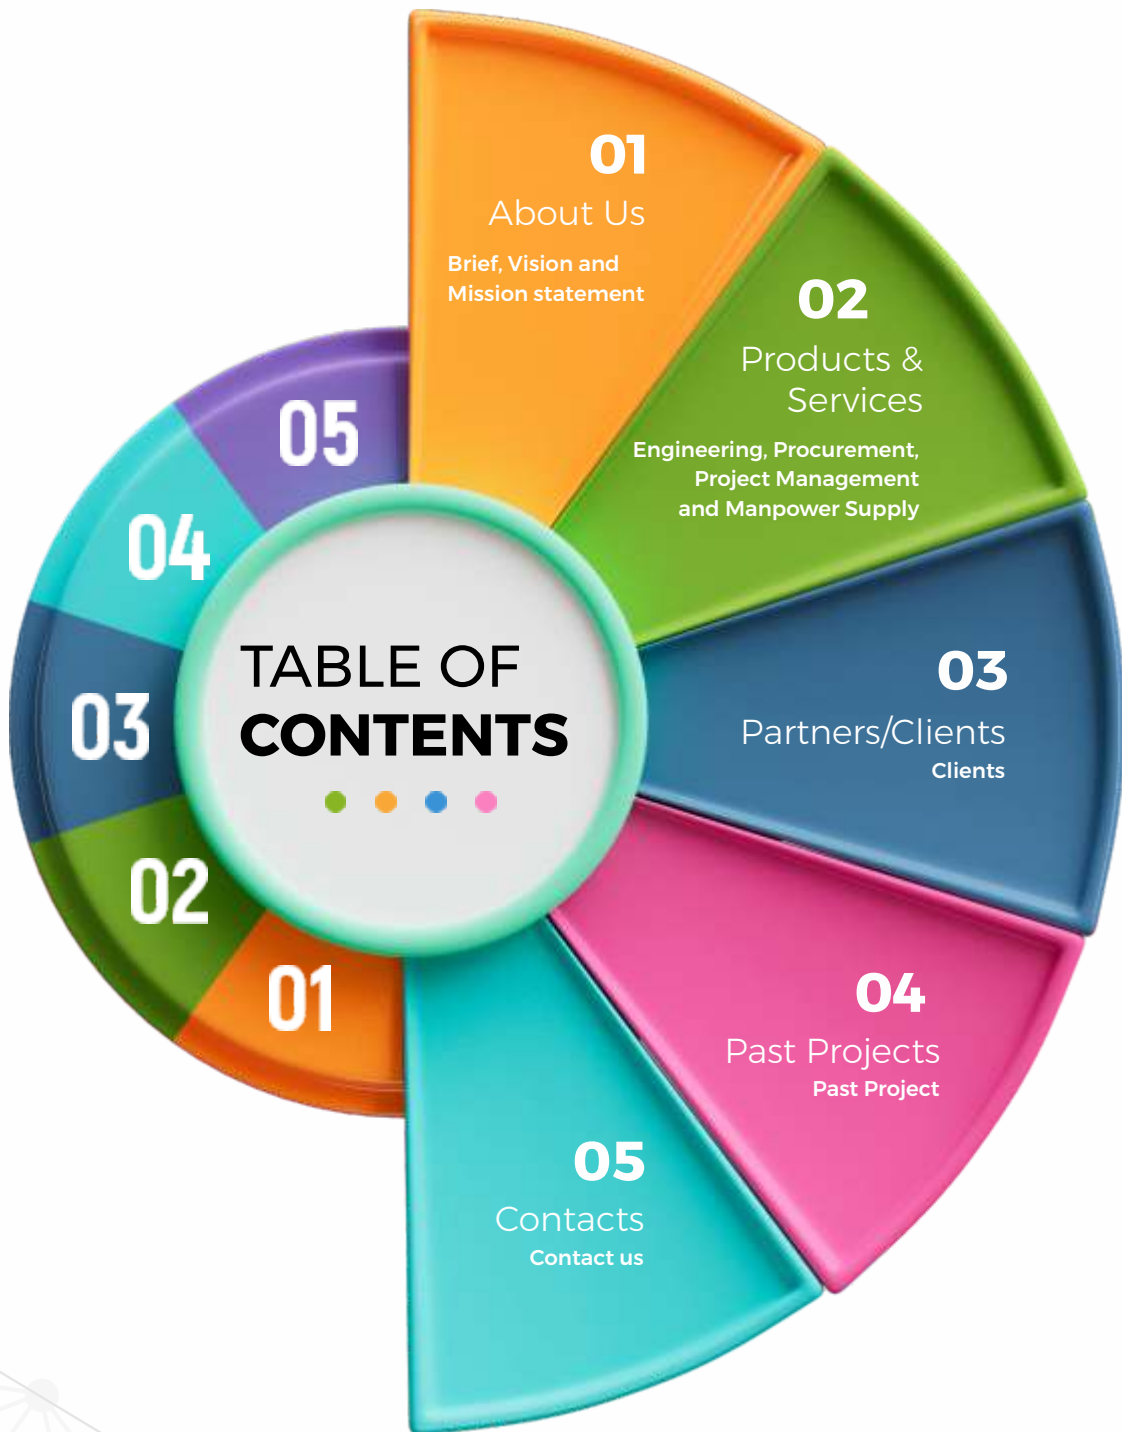 TABLE OF
CONTENTS
01
About Us
Brief, Vision and
Mission statement
02
Products &
Services
Engineering, Procurement,
Project Management
and Manpower Supply
03
Partners/Clients
Clients
04
Past Projects
Past Project
05
Contacts
Contact us
05
04
03
02
01